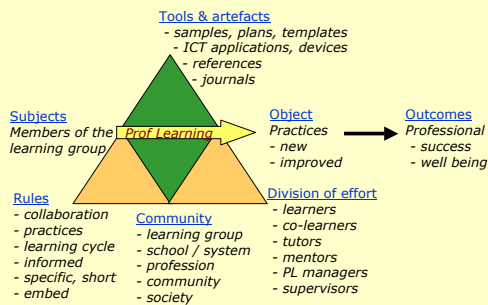 Tools & artefacts
- samples, plans, templates
- ICT applications, devices
- references
- journals
Subjects
Members of the
learning group
Prof Learning
Object
Practices
- new
- improved
Outcomes
Professional
- success
- well being
Rules
- collaboration
- practices
- learning cycle
- informed
- specific, short
- embed
Community
- learning group
- school / system
- profession
- community
- society
Division of effort
- learners
- co-learners
- tutors
- mentors
- PL managers
- supervisors